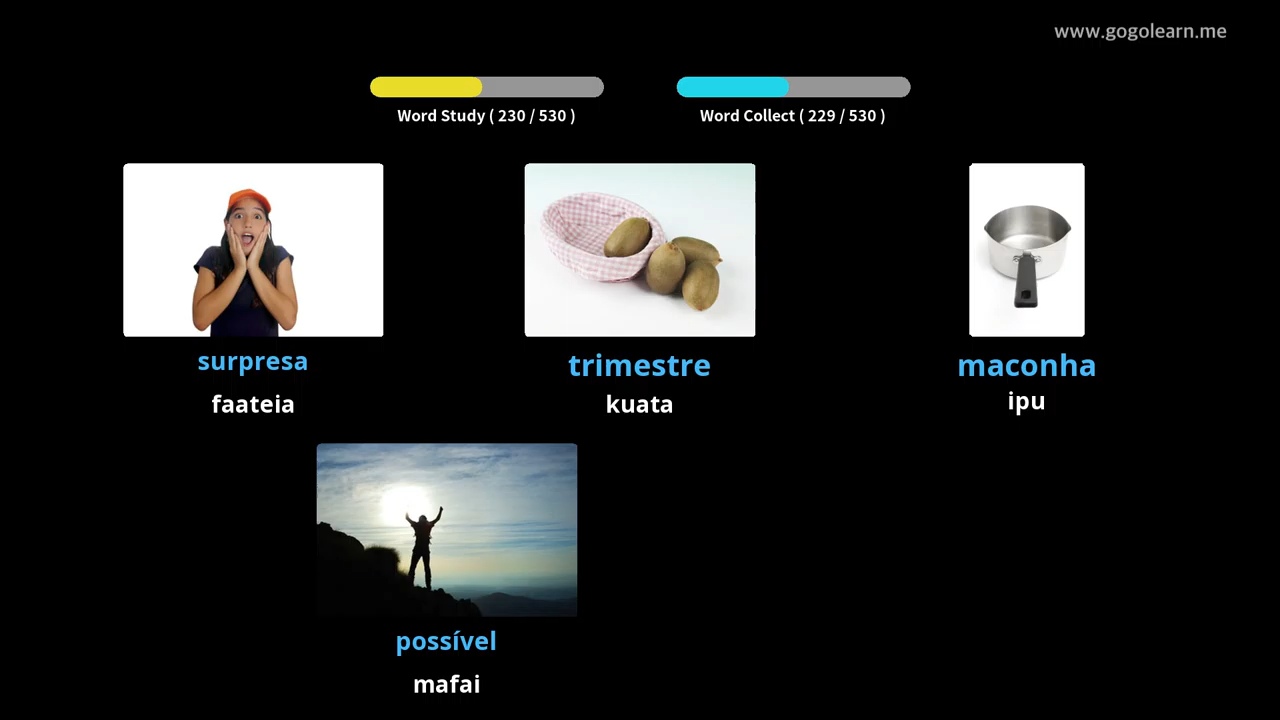 www.gogolearn.me
Word Study ( 230 / 530 )
Word Collect ( 229 / 530 )
surpresa
faateia
trimestre
kuata
maconha
ipu
possível
mafai